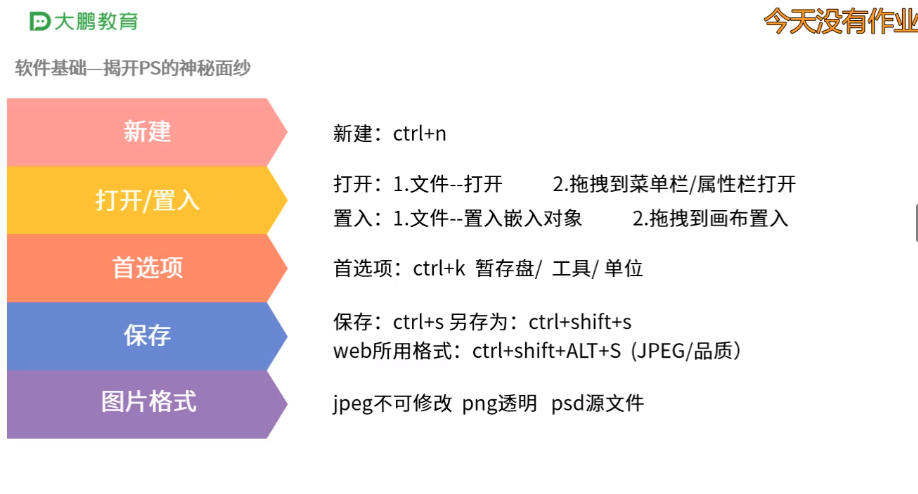 大鹏教育
今天没有作业
软件基础—揭开PS的神秘面纱
新建
新建：ctrl+n
打开/置入
打开：1.文件--打开 2.拖拽到菜单栏/属性栏打开
置入：1.文件--置入嵌入对象 2.拖拽到画布置入
首选项
首选项：ctrl+k 暂存盘/ 工具/ 单位
保存
保存：ctrl+s 另存为：ctrl+shift+s
web所用格式：ctrl+shift+ALT+S（JPEG/品质）
图片格式
jpeg不可修改 png透明 psd源文件